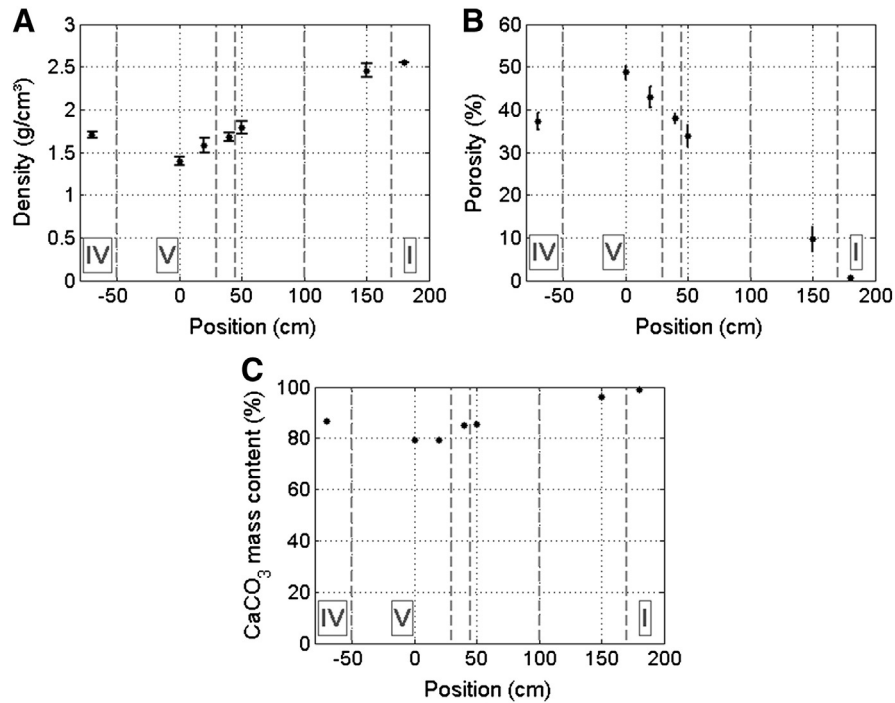 A
Density (g/cm³)
3
2.5
2
1.5
1
0.5
0
IV
V
I
-50 0 50 100 150 200
Position (cm)
B
Porosity (%)
60
50
40
30
20
10
0
IV
V
I
-50 0 50 100 150 200
Position (cm)
C
CaCO₃ mass content (%)
100
80
60
40
20
0
IV
V
I
-50 0 50 100 150 200
Position (cm)